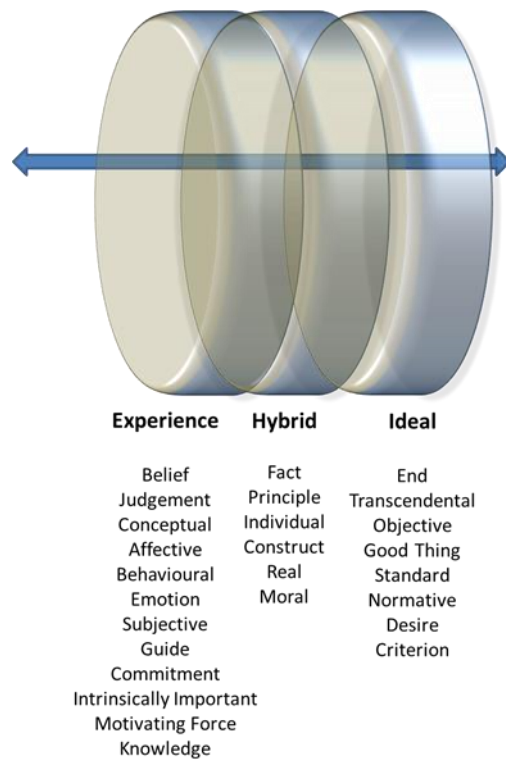 Experience
Hybrid
Ideal
Belief
Judgement
Conceptual
Affective
Behavioural
Emotion
Subjective
Guide
Commitment
Intrinsically Important
Motivating Force
Knowledge
Fact
Principle
Individual
Construct
Real
Moral
End
Transcendental
Objective
Good Thing
Standard
Normative
Desire
Criterion